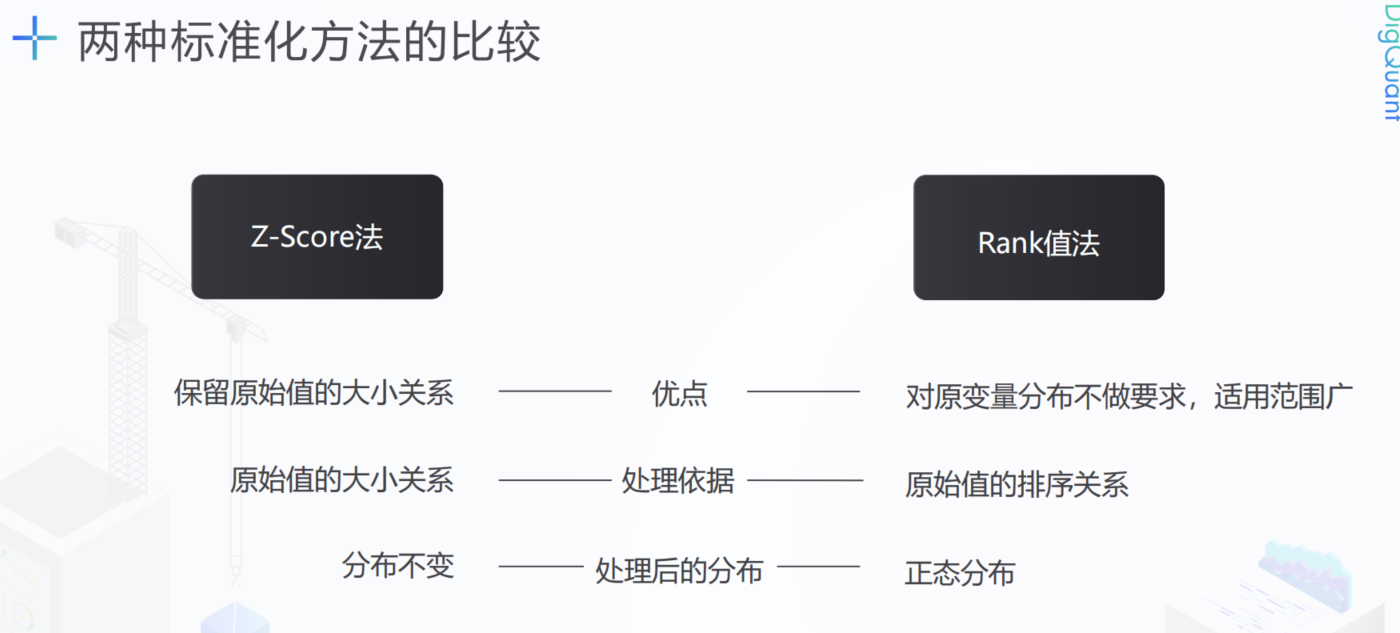 两种标准化方法的比较
DigQuant
Z-Score法
Rank值法
保留原始值的大小关系
优点
对原变量分布不做要求，适用范围广
原始值的大小关系
处理依据
原始值的排序关系
分布不变
处理后的分布
正态分布